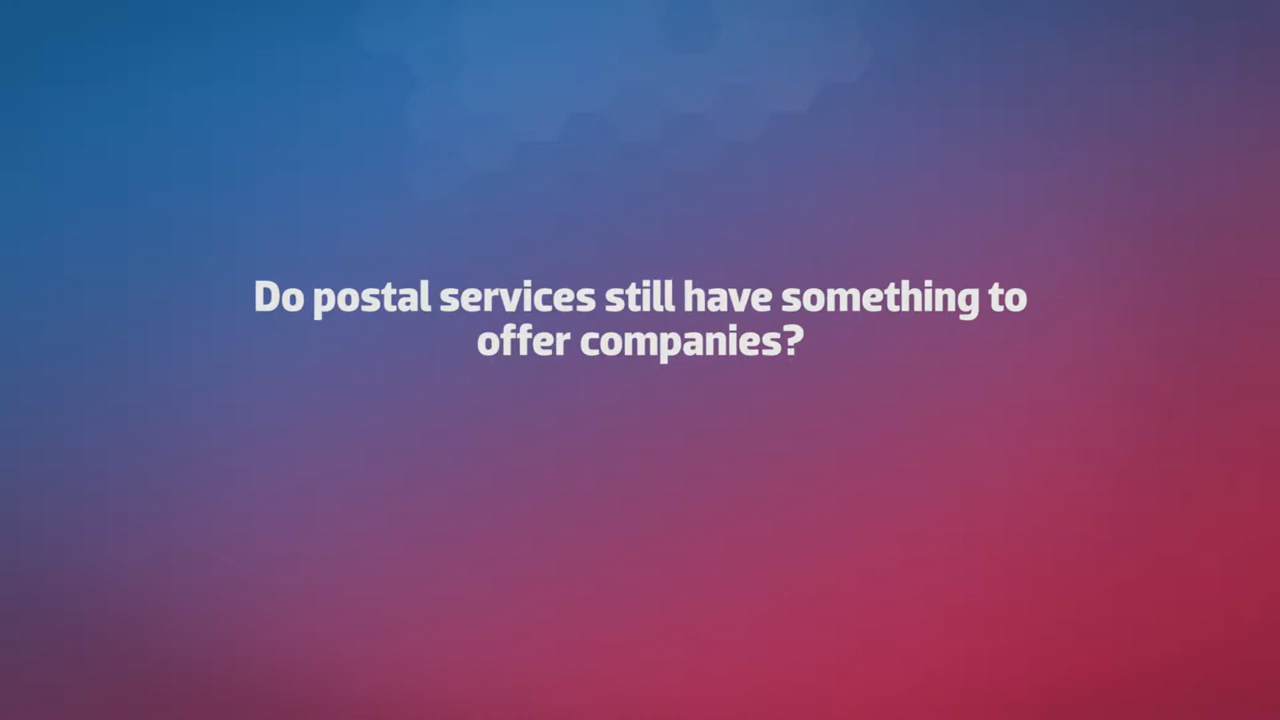 Do postal services still have something to
offer companies?